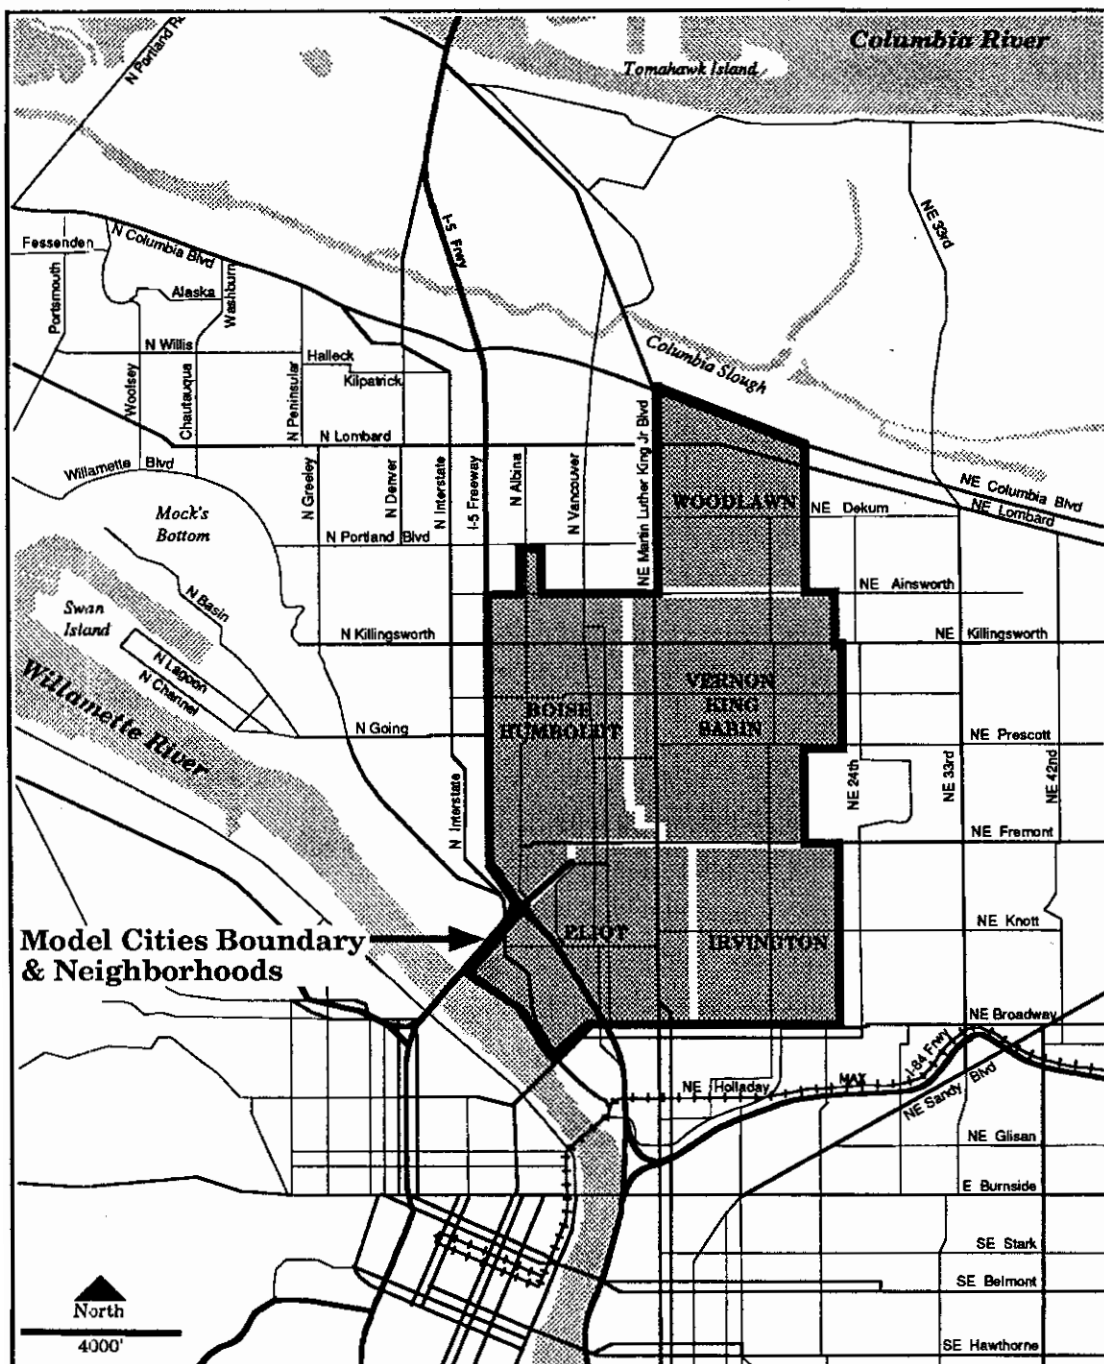 Columbia River
Tomahawk Island
N Portland Rd
I-5 Frwy
NE 33rd
Fessenden
N Columbia Blvd
Portsmouth
Alaska
Washburn
N Willis
Woolsey
Chautauqua
N Peninsular
Halleck
Kilpatrick
Columbia Slough
N Lombard
Willamette Blvd
N Greeley
N Denver
N Interstate
I-5 Freeway
N Albina
N Vancouver
NE Martin Luther King Jr Blvd
WOODLAWN
NE Columbia Blvd
NE Lombard
NE Dekum
Mock's
Bottom
N Portland Blvd
N Basin
NE Ainsworth
Swan
Island
N Lagoon
N Channel
N Killingsworth
NE Killingsworth
Willamette River
BOISE
HUMBOLDT
VERNON
KING
SABIN
N Going
NE Prescott
N Interstate
NE 24th
NE 33rd
NE 42nd
NE Fremont
Model Cities Boundary
& Neighborhoods
ELIOT
IRVINGTON
NE Knott
NE Broadway
I-84 Frwy
MAX
NE Holladay
NE Sandy Blvd
NE Glisan
E Burnside
SE Stark
SE Belmont
SE Hawthorne
North
4000'